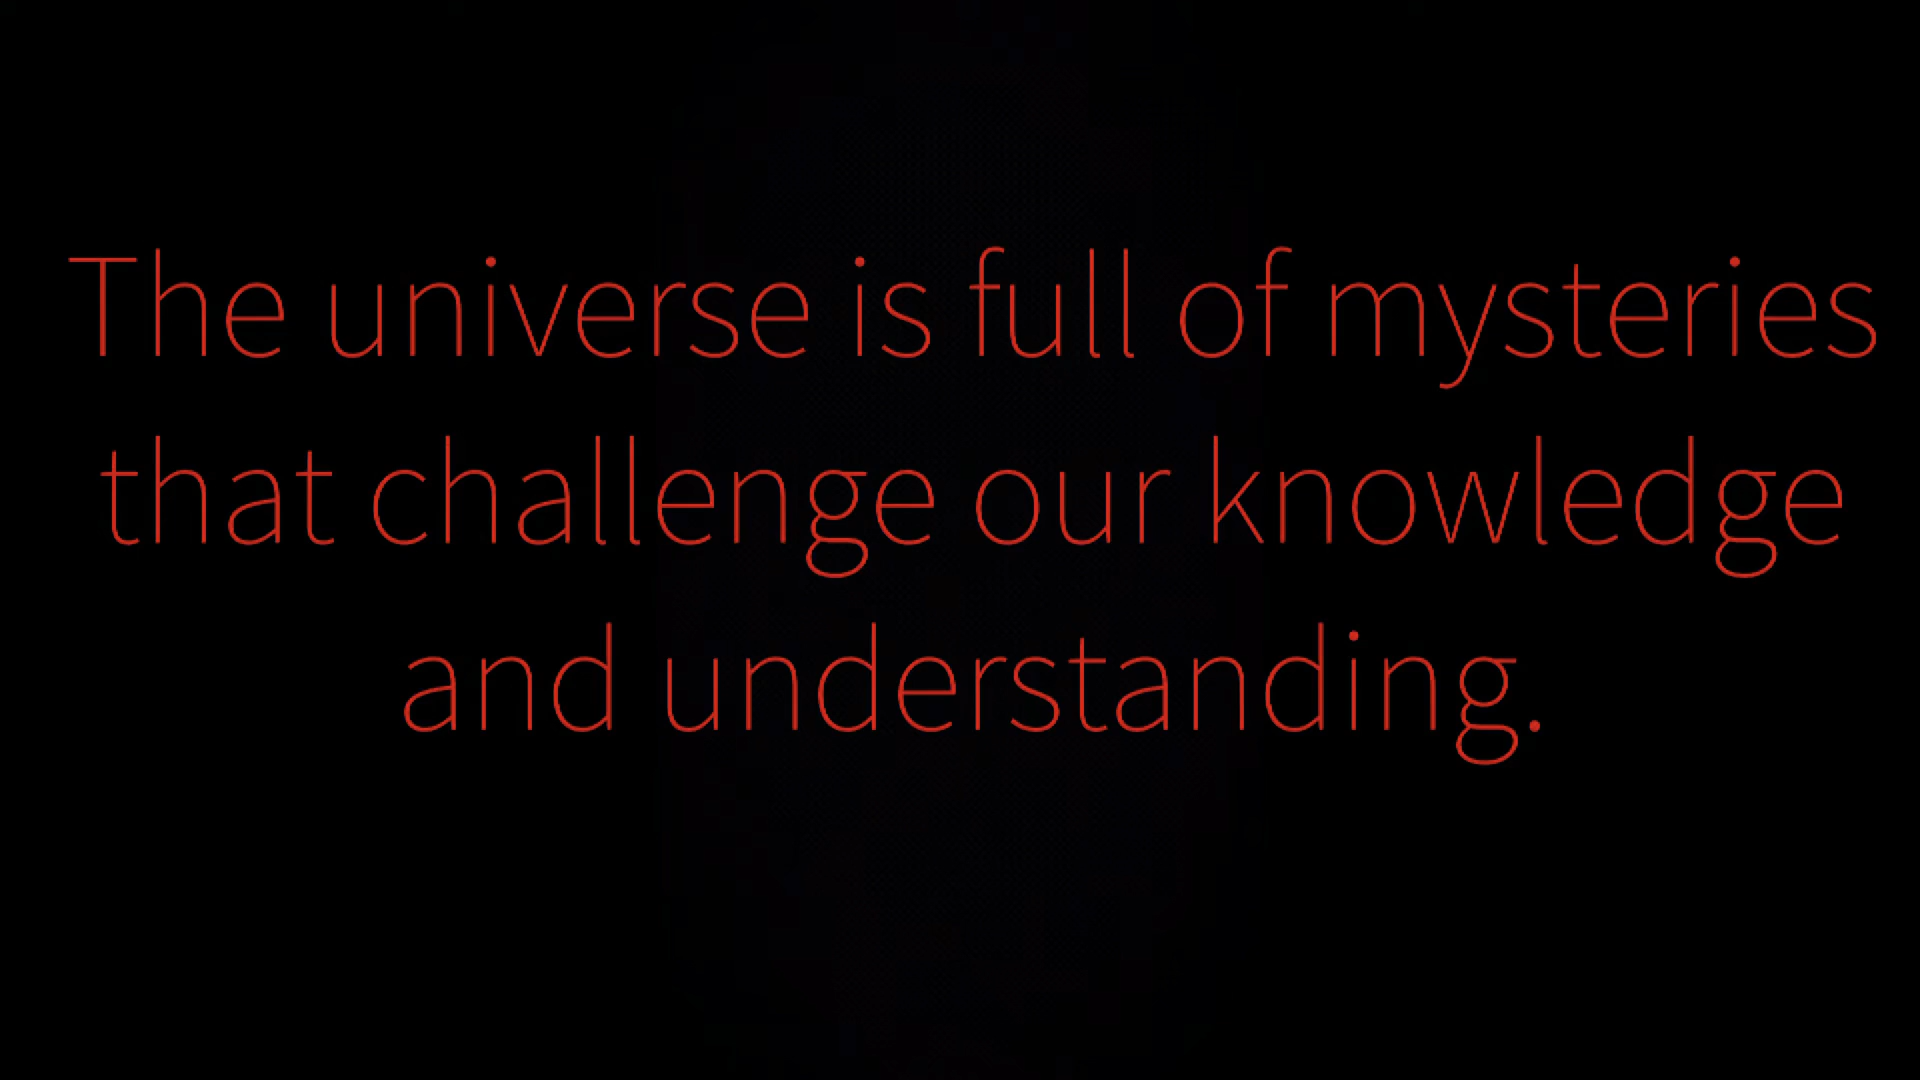 The universe is full of mysteries
that challenge our knowledge
and understanding.